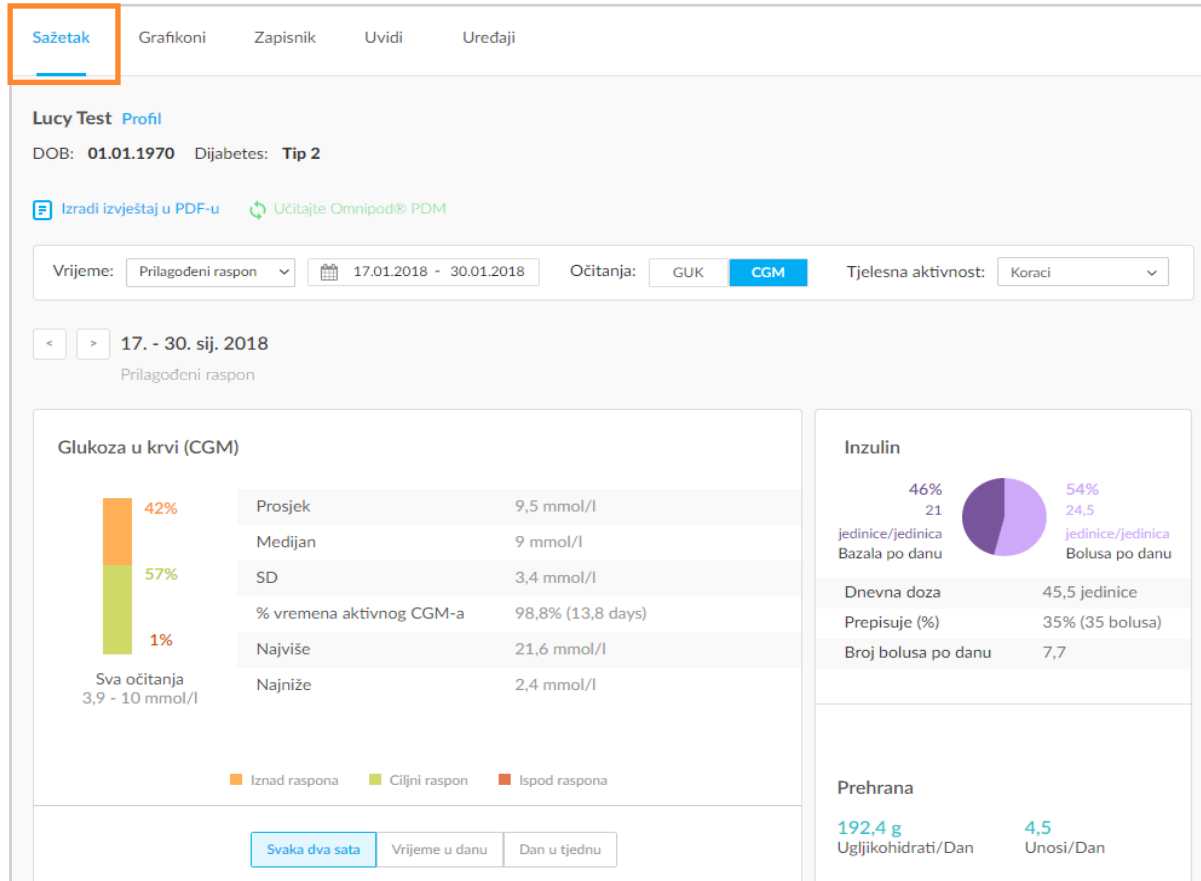 Sažetak Grafikoni Zapisnik Uvidi Uređaji
Lucy Test Profil
DOB: 01.01.1970 Dijabetes: Tip 2
Izradi izvještaj u PDF-u Učitajte Omnipod® PDM
Vrijeme: Prilagođeni raspon 17.01.2018 - 30.01.2018 Očitanja: GUK CGM Tjelesna aktivnost: Koraci
< > 17. - 30. sij. 2018
Prilagođeni raspon
Glukoza u krvi (CGM)
42%
57%
1%
Sva očitanja
3,9 - 10 mmol/l
Prosjek 9,5 mmol/l
Medijan 9 mmol/l
SD 3,4 mmol/l
% vremena aktivnog CGM-a 98,8% (13,8 days)
Najviše 21,6 mmol/l
Najniže 2,4 mmol/l
Iznad raspona Ciljni raspon Ispod raspona
Svaka dva sata Vrijeme u danu Dan u tjednu
Inzulin
46%
21
jedinice/jedinica
Bazala po danu
54%
24,5
jedinice/jedinica
Bolusa po danu
Dnevna doza 45,5 jedinice
Prepisuje (%) 35% (35 bolusa)
Broj bolusa po danu 7,7
Prehrana
192,4 g 4,5
Ugljikohidrati/Dan Unosi/Dan